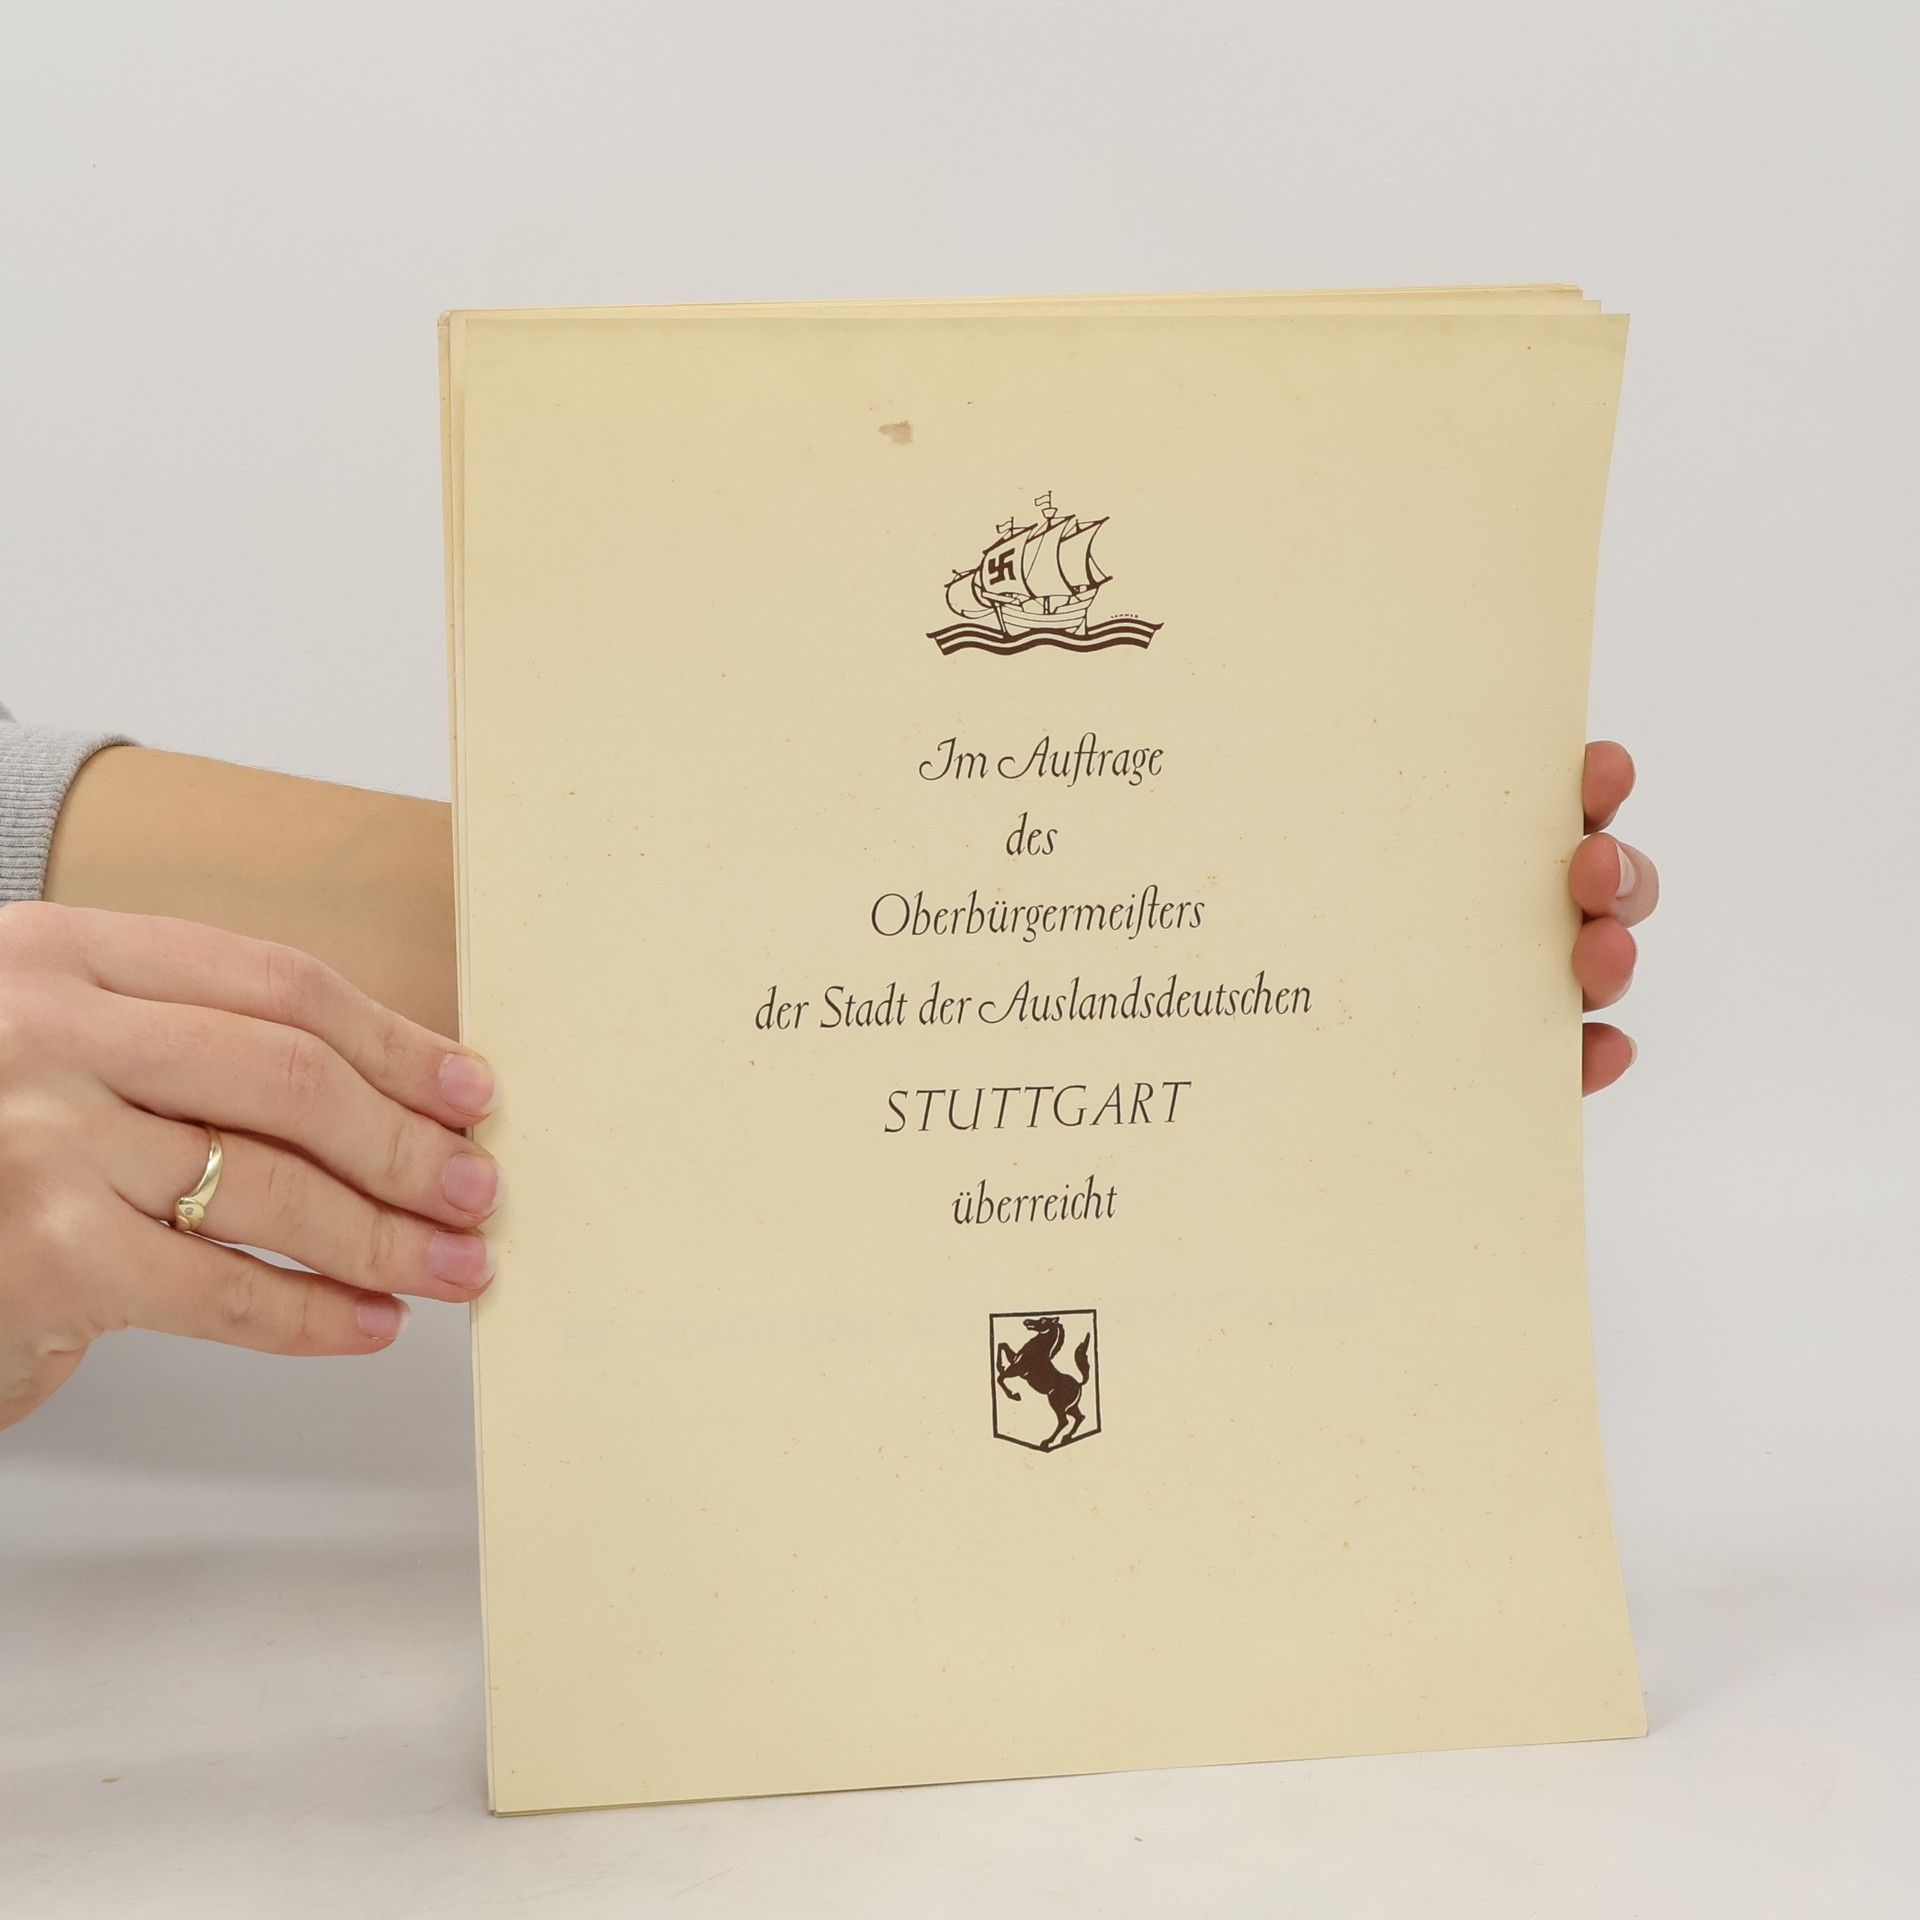 Im Auftrage
des
Oberbürgermeisters
der Stadt der Auslandsdeutschen
STUTTGART
überreicht